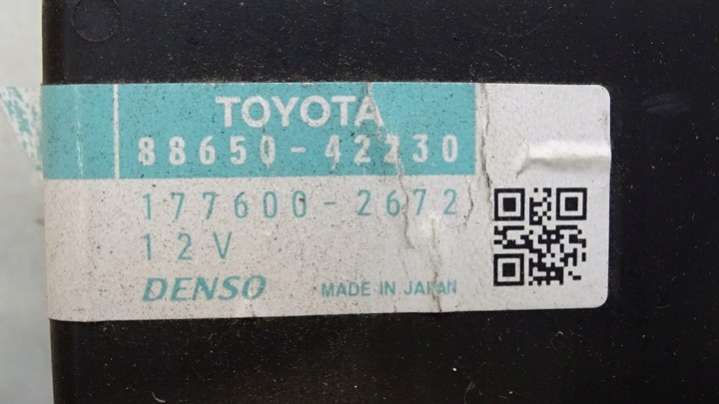 TOYOTA
88650-42230
177600-2672
12V
DENSO MADE IN JAPAN